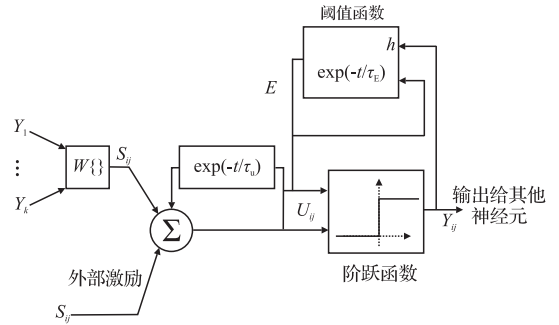 阈值函数
h
exp(-t/τE)
E
Y1
⋮
Yk
W{}
Sij
exp(-t/τu)
Uij
Σ
外部激励
Sij
阶跃函数
输出给其他
神经元
Yij